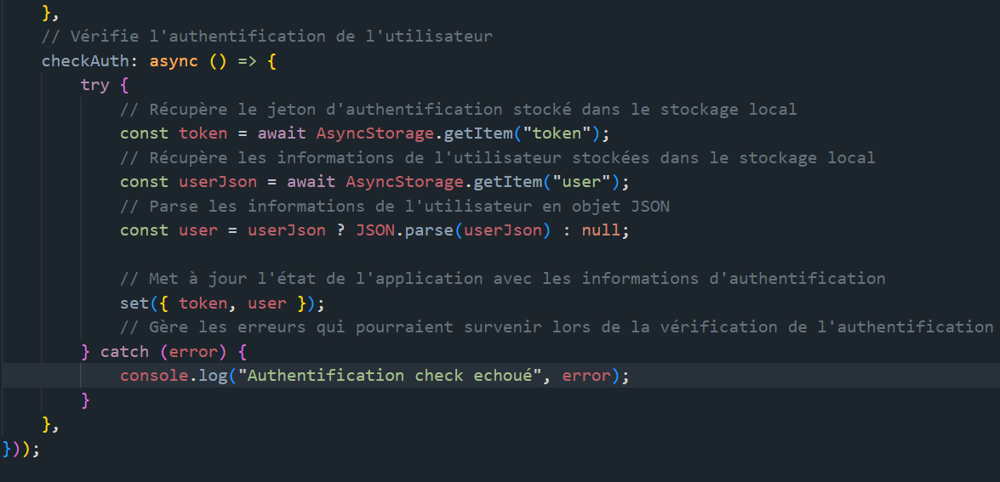 },
// Vérifie l'authentification de l'utilisateur
checkAuth: async () => {
try {
// Récupère le jeton d'authentification stocké dans le stockage local
const token = await AsyncStorage.getItem("token");
// Récupère les informations de l'utilisateur stockées dans le stockage local
const userJson = await AsyncStorage.getItem("user");
// Parse les informations de l'utilisateur en objet JSON
const user = userJson ? JSON.parse(userJson) : null;
// Met à jour l'état de l'application avec les informations d'authentification
set({ token, user });
// Gère les erreurs qui pourraient survenir lors de la vérification de l'authentification
} catch (error) {
console.log("Authentification check echoué", error);
}
},
}));